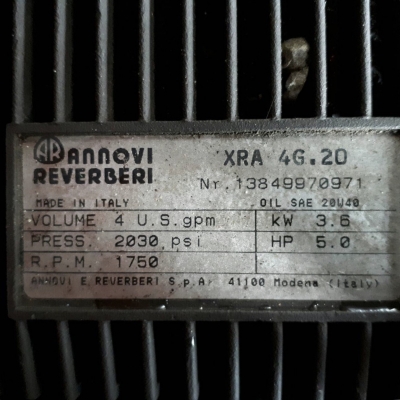 AR ANNOVI REVERBERI
XRA 4G.20
Nr. 13849970971
MADE IN ITALY OIL SAE 20W40
VOLUME 4 U.S.gpm kW 3.6
PRESS. 2030 psi HP 5.0
R.P.M. 1750
ANNOVI E REVERBERI S.p.A. 41100 Modena (Italy)